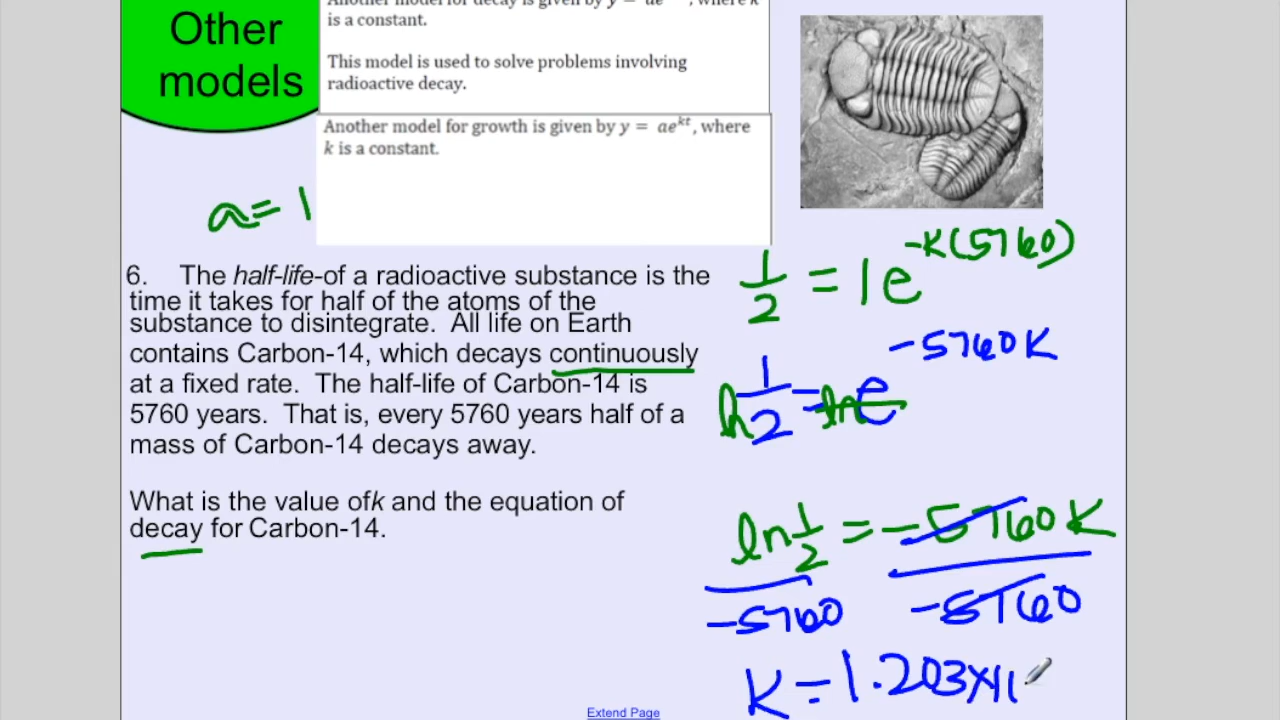 Other
models
Another model for decay is given by y = ae , where k
is a constant.
This model is used to solve problems involving
radioactive decay.
Another model for growth is given by y = ae^kt, where
k is a constant.
a = 1
6. The half-life-of a radioactive substance is the
time it takes for half of the atoms of the
substance to disintegrate. All life on Earth
contains Carbon-14, which decays continuously
at a fixed rate. The half-life of Carbon-14 is
5760 years. That is, every 5760 years half of a
mass of Carbon-14 decays away.
What is the value ofk and the equation of
decay for Carbon-14.
1/2 = 1e^-K(5760)
ln 1/2 = ln e^-5760K
ln 1/2 = -5760K
-5760 -5760
K = 1.203x1
Extend Page